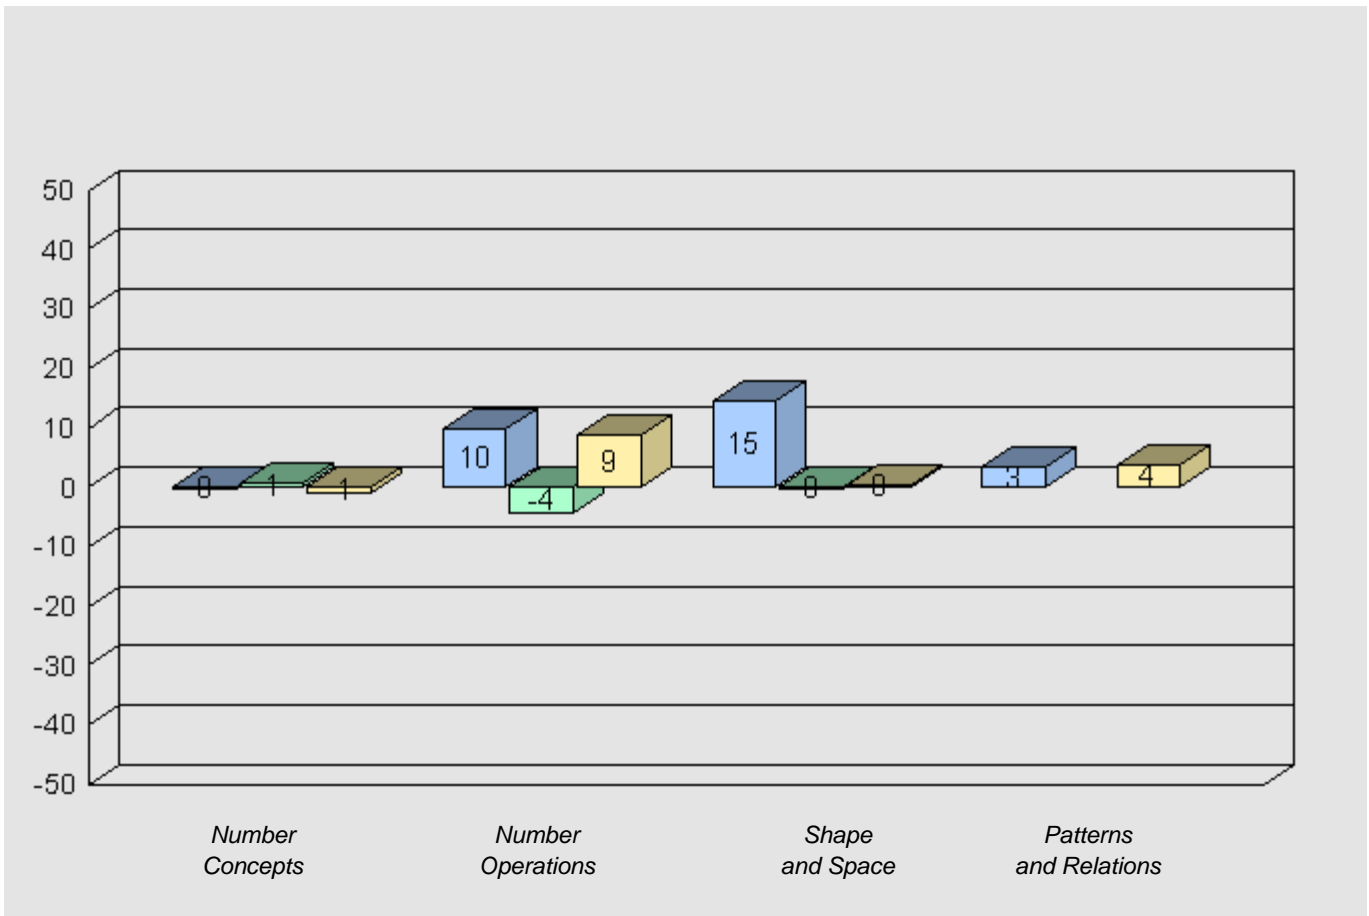 50
40
30
20
10
0
-10
-20
-30
-40
-50
0 1 1
10 -4 9
15 0 0
3 4
Number
Concepts
Number
Operations
Shape
and Space
Patterns
and Relations